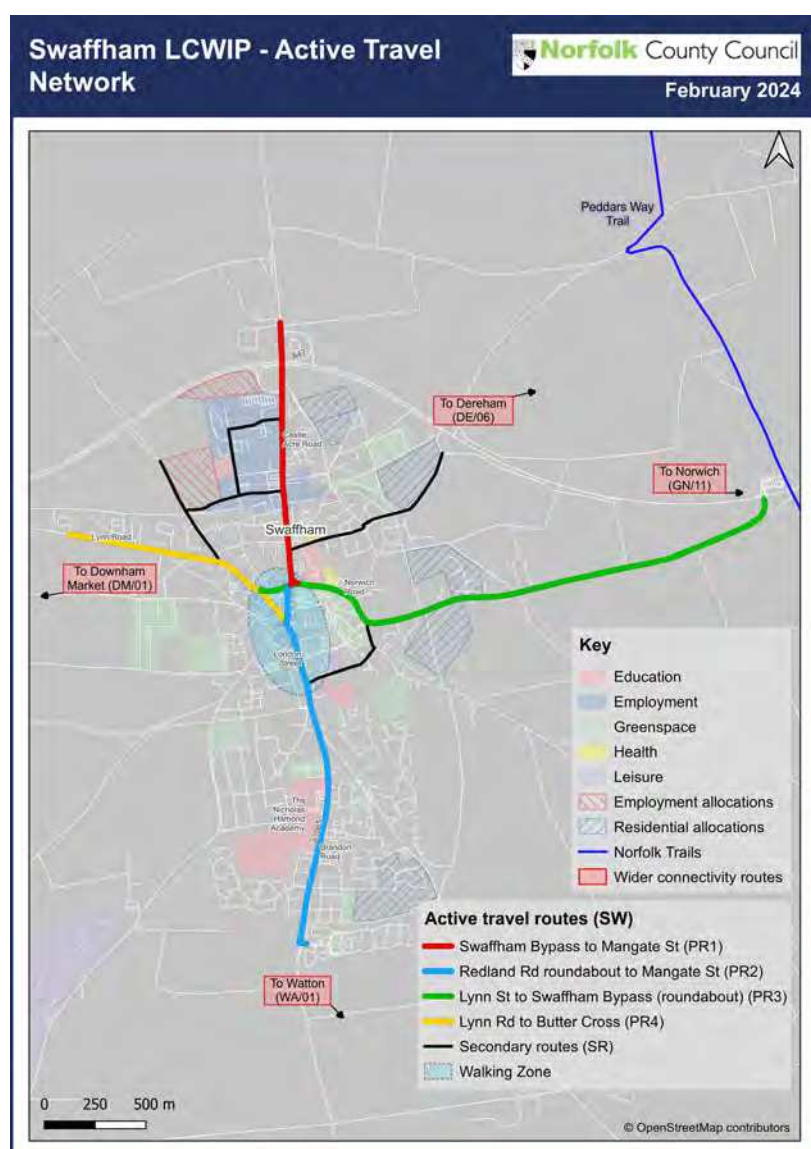 Swaffham LCWIP - Active Travel
Network
Norfolk County Council
February 2024
Peddars Way
Trail
A47
To Dereham
(DE/06)
Castle
Acre Road
To Norwich
(GN/11)
Swaffham
Lynn Road
To Downham
Market (DM/01)
Norwich
Road
London
Street
Key
Education
Employment
Greenspace
Health
Leisure
Employment allocations
Residential allocations
Norfolk Trails
Wider connectivity routes
The
Nicholas
Hamond
Academy
Brandon
Road
Active travel routes (SW)
Swaffham Bypass to Mangate St (PR1)
Redland Rd roundabout to Mangate St (PR2)
Lynn St to Swaffham Bypass (roundabout) (PR3)
Lynn Rd to Butter Cross (PR4)
Secondary routes (SR)
Walking Zone
To Watton
(WA/01)
0 250 500 m
© OpenStreetMap contributors